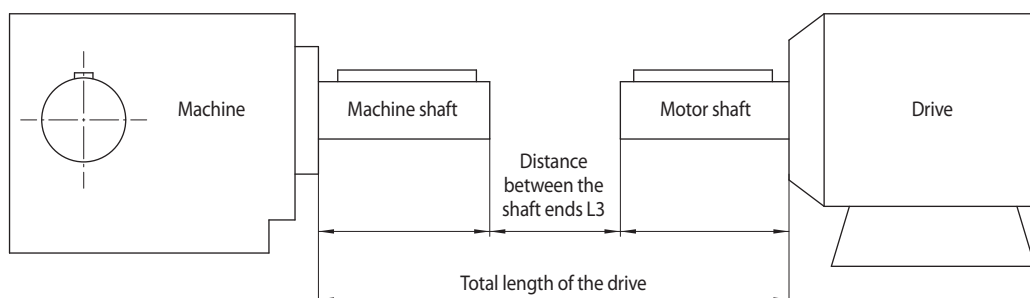 Machine
Machine shaft
Motor shaft
Drive
Distance
between the
shaft ends L3
Total length of the drive